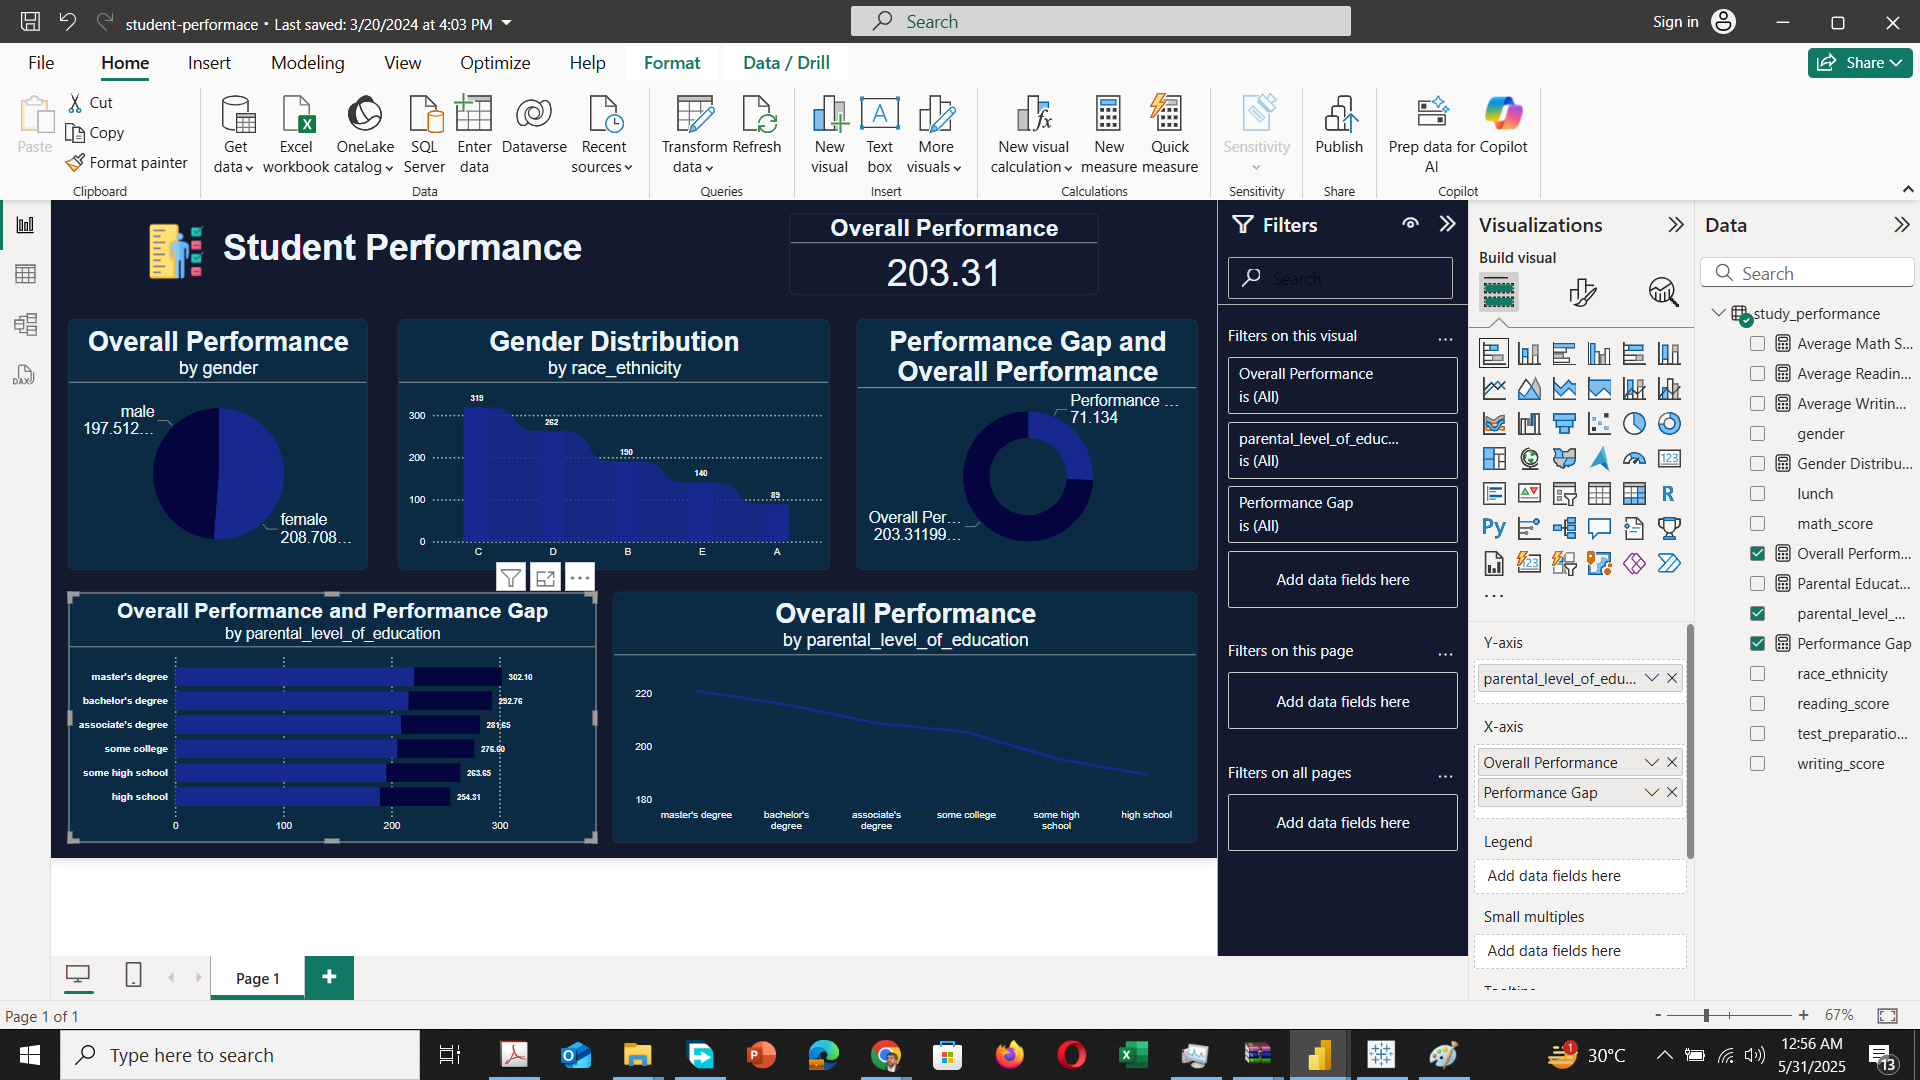 student-performace • Last saved: 3/20/2024 at 4:03 PM
Search
Sign in
File
Home
Insert
Modeling
View
Optimize
Help
Format
Data / Drill
Share
Paste
Cut
Copy
Format painter
Clipboard
Get data
Excel workbook
OneLake catalog
SQL Server
Enter data
Dataverse
Recent sources
Data
Transform data
Refresh
Queries
New visual
Text box
More visuals
Insert
New visual calculation
New measure
Quick measure
Calculations
Sensitivity
Sensitivity
Publish
Share
Prep data for AI
Copilot
Copilot
Student Performance
Overall Performance
203.31
Overall Performance
by gender
male
197.512...
female
208.708...
Gender Distribution
by race_ethnicity
300
200
100
0
319
262
190
140
89
C
D
B
E
A
Performance Gap and
Overall Performance
Performance ...
71.134
Overall Per...
203.31199...
Overall Performance and Performance Gap
by parental_level_of_education
master's degree
302.10
bachelor's degree
292.76
associate's degree
281.65
some college
276.60
some high school
263.65
high school
254.31
0
100
200
300
Overall Performance
by parental_level_of_education
220
200
180
master's degree
bachelor's
degree
associate's
degree
some college
some high
school
high school
Filters
Search
Filters on this visual
...
Overall Performance
is (All)
parental_level_of_educ...
is (All)
Performance Gap
is (All)
Add data fields here
Filters on this page
...
Add data fields here
Filters on all pages
...
Add data fields here
Visualizations
Build visual
123
R
Py
123
...
Y-axis
parental_level_of_edu...
X-axis
Overall Performance
Performance Gap
Legend
Add data fields here
Small multiples
Add data fields here
Data
Search
study_performance
Average Math S...
Average Readin...
Average Writin...
gender
Gender Distribu...
lunch
math_score
Overall Perform...
Parental Educat...
parental_level_...
Performance Gap
race_ethnicity
reading_score
test_preparatio...
writing_score
DAX
Page 1
Page 1 of 1
- + 67%
Type here to search
1
30°C
12:56 AM
5/31/2025
13